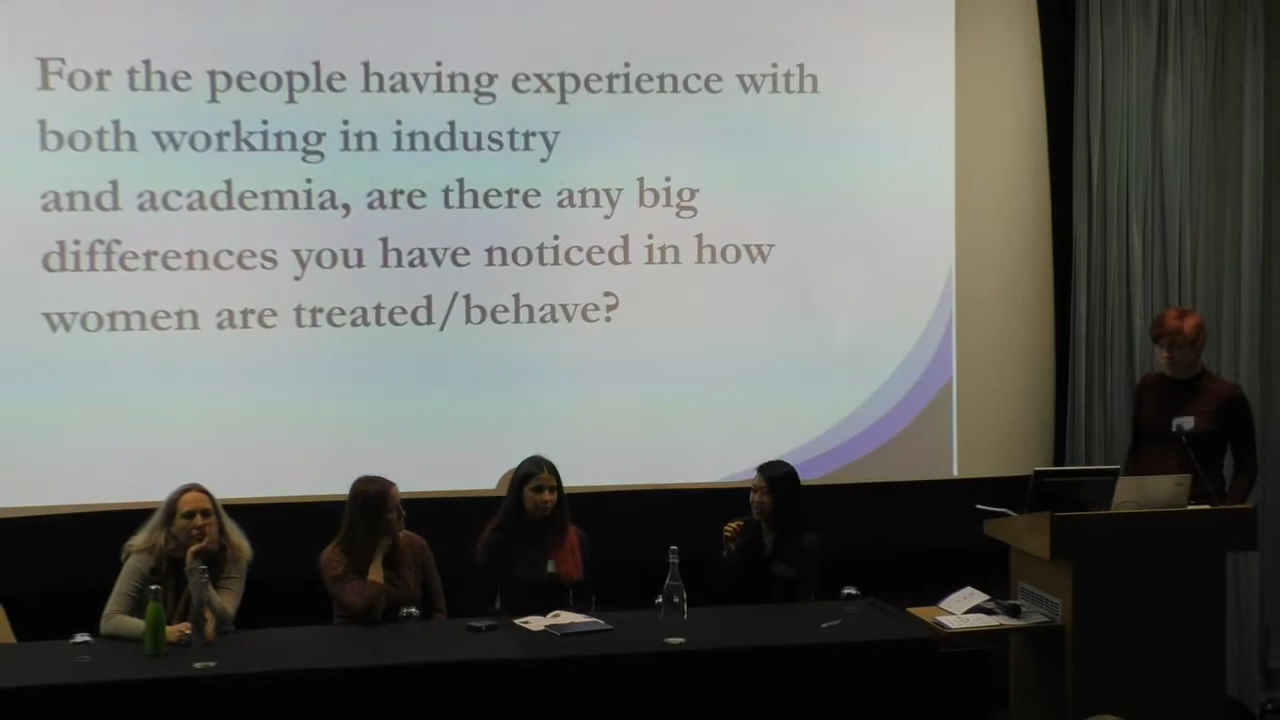 For the people having experience with
both working in industry
and academia, are there any big
differences you have noticed in how
women are treated/behave?